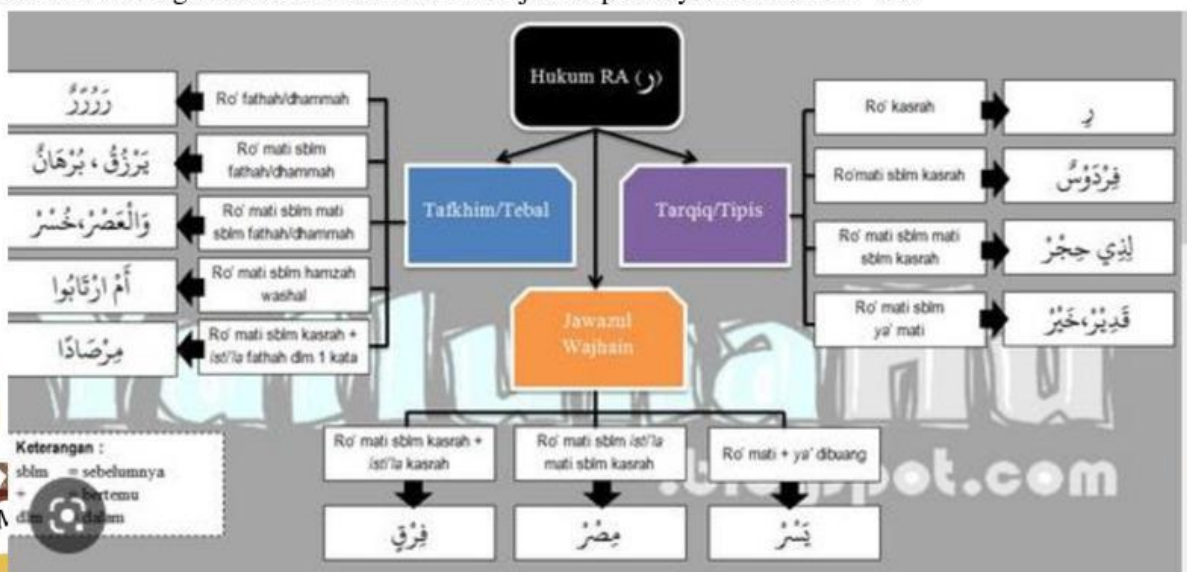 Hukum RA (ر)
Tafkhim/Tebal
Tarqiq/Tipis
Jawazul
Wajhain
Ro' fathah/dhammah
رَرُرَرٌ
Ro' mati sblm
fathah/dhammah
يَرْزُقُ ، بُرْهَانٌ
Ro' mati sblm mati
sblm fathah/dhammah
وَالْعَصْرْ،خُسْرْ
Ro' mati sblm hamzah
washal
أَمْ ارْتَابُوا
Ro' mati sblm kasrah +
isti'la fathah dlm 1 kata
مِرْصَادًا
Ro' kasrah
رِ
Ro'mati sblm kasrah
فِرْدَوْسٌ
Ro' mati sblm mati
sblm kasrah
لِذِي حِجْرْ
Ro' mati sblm
ya' mati
قَدِيْرْ،خَيْرْ
Ro' mati sblm kasrah +
isti'la kasrah
فِرْقٍ
Ro' mati sblm isti'la
mati sblm kasrah
مِصْرْ
Ro' mati + ya' dibuang
يَسْرْ
Keterangan :
sblm = sebelumnya
+ = bertemu
dlm = dalam
.blogspot.com